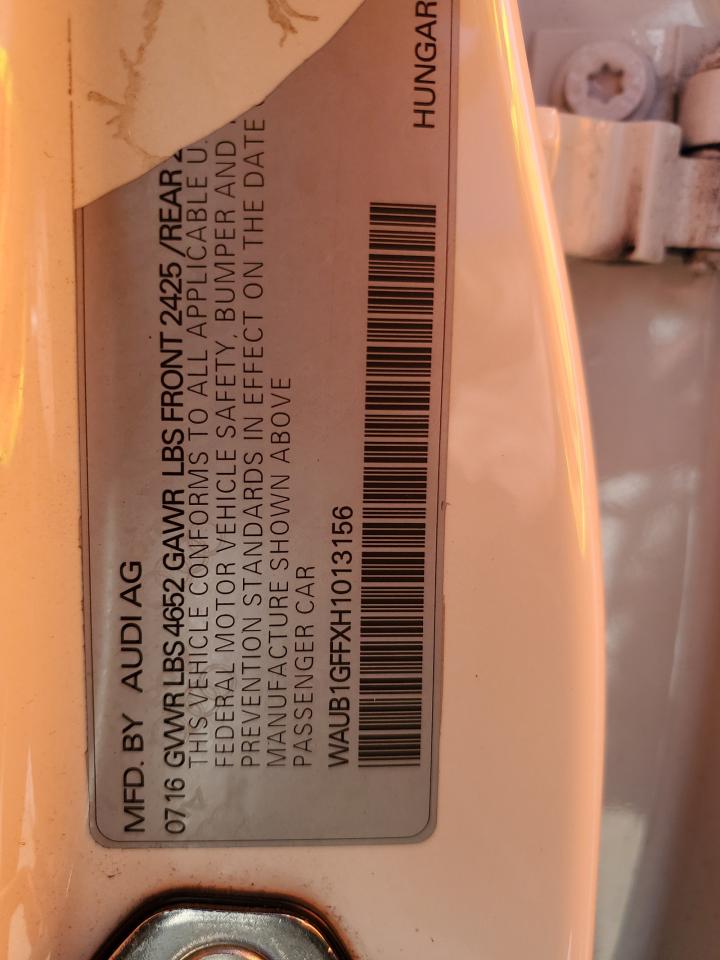 MFD. BY AUDI AG
07.16 GVWR LBS 4652 GAWR LBS FRONT 2425 /REAR
THIS VEHICLE CONFORMS TO ALL APPLICABLE U.
FEDERAL MOTOR VEHICLE SAFETY, BUMPER AND
PREVENTION STANDARDS IN EFFECT ON THE DATE
MANUFACTURE SHOWN ABOVE
PASSENGER CAR
WAUB1GFFXH1013156
HUNGAR